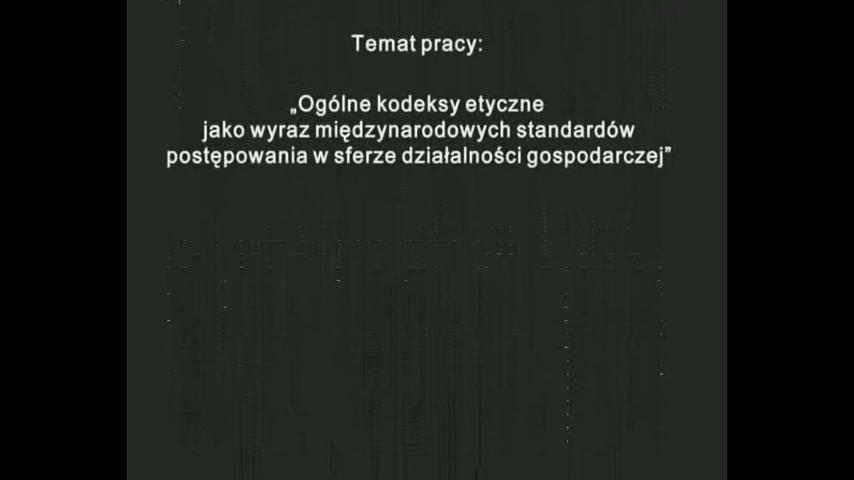 Temat pracy:
„Ogólne kodeksy etyczne
jako wyraz międzynarodowych standardów
postępowania w sferze działalności gospodarczej”